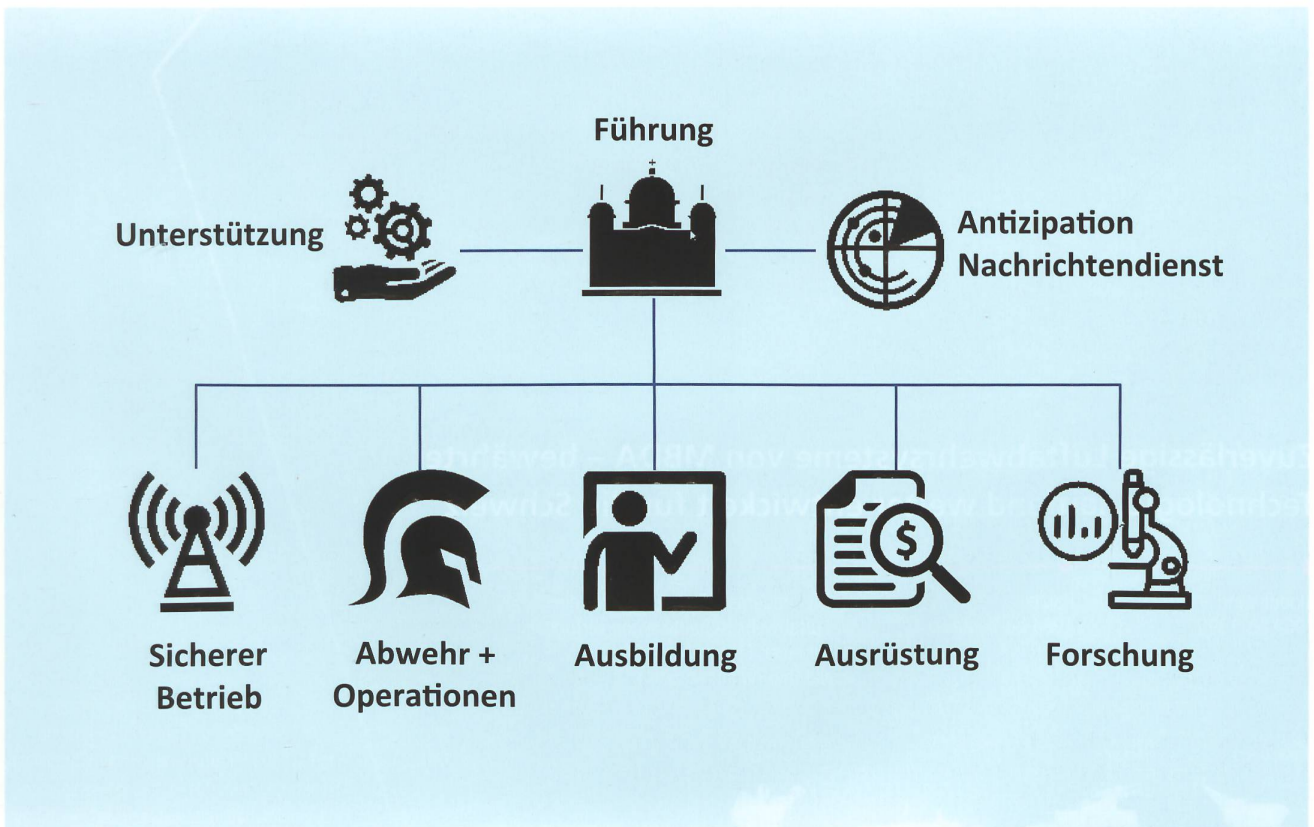 Führung
Unterstützung
Antizipation
Nachrichtendienst
$
Sicherer
Betrieb
Abwehr +
Operationen
Ausbildung
Ausrüstung
Forschung